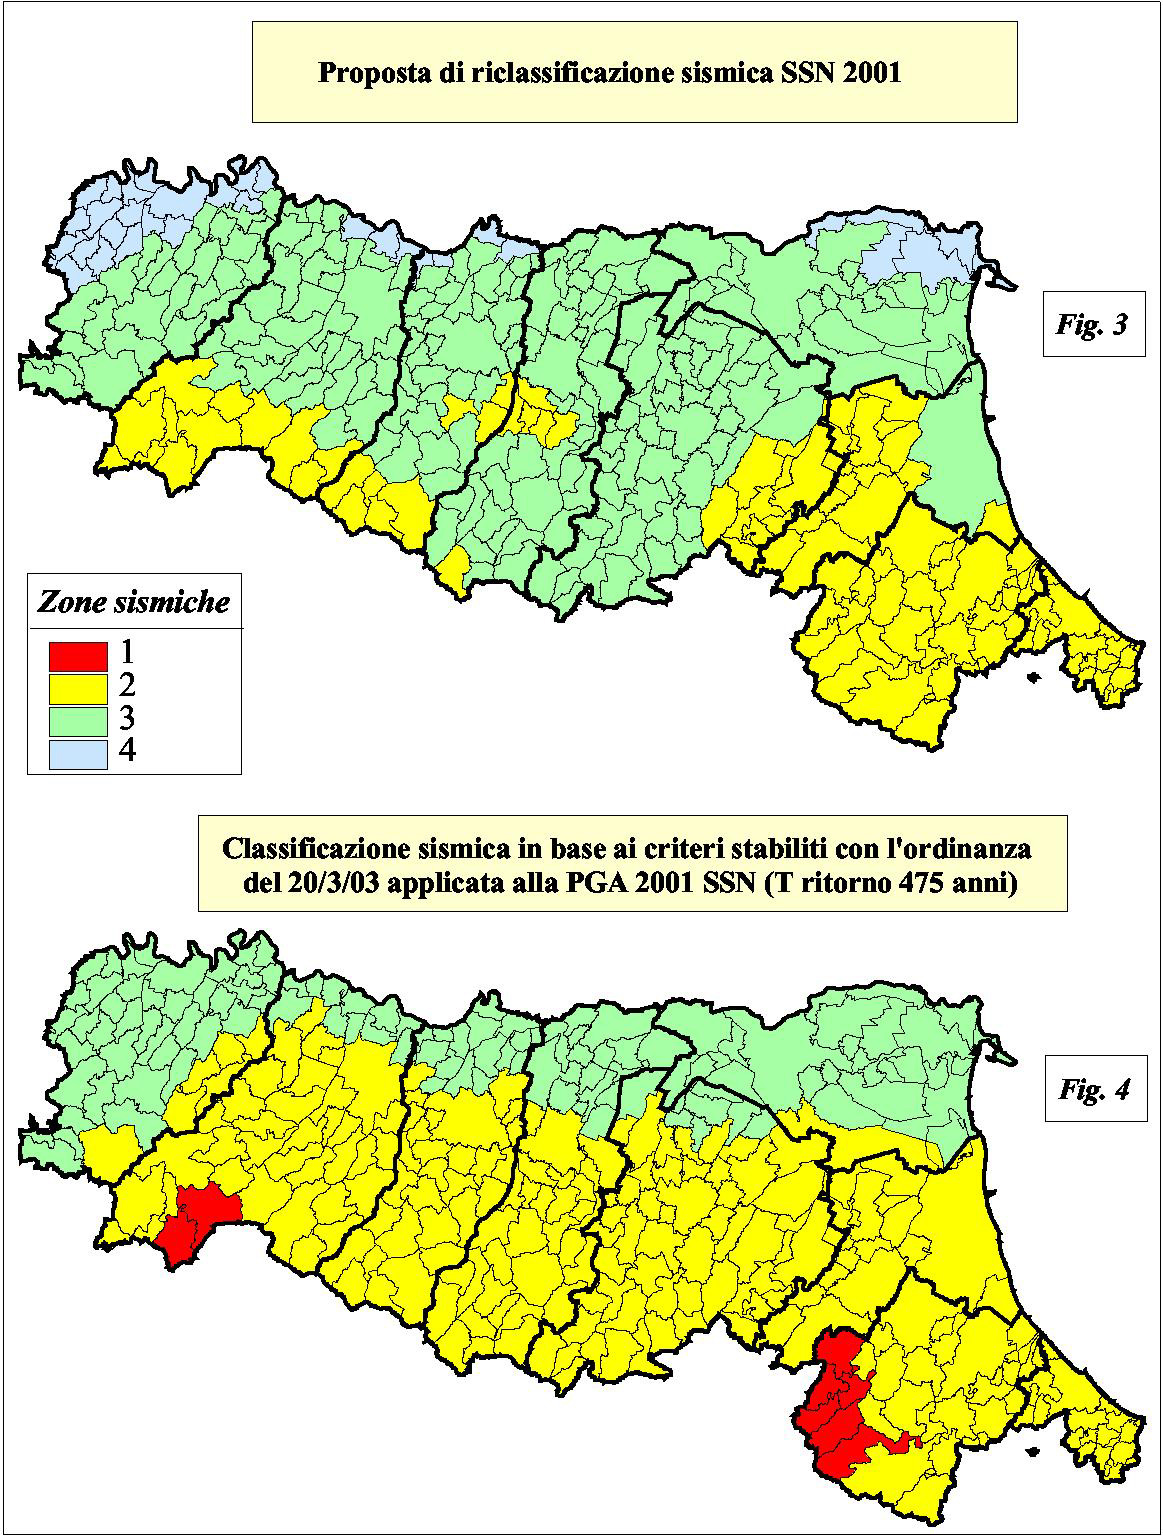 Proposta di riclassificazione sismica SSN 2001
Fig. 3
Zone sismiche
1
2
3
4
Classificazione sismica in base ai criteri stabiliti con l'ordinanza
del 20/3/03 applicata alla PGA 2001 SSN (T ritorno 475 anni)
Fig. 4